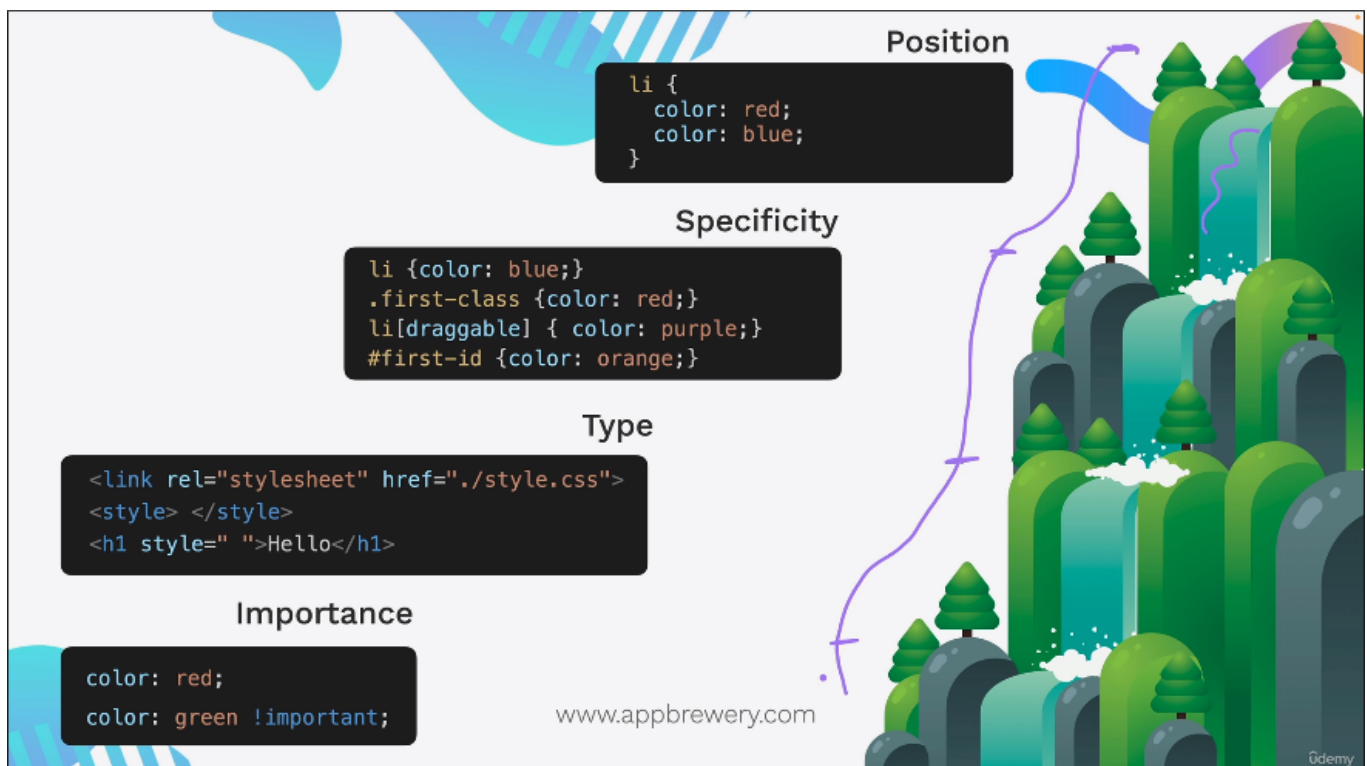 Position
li {
color: red;
color: blue;
}
Specificity
li {color: blue;}
.first-class {color: red;}
li[draggable] { color: purple;}
#first-id {color: orange;}
Type
<link rel="stylesheet" href="./style.css">
<style> </style>
<h1 style=" ">Hello</h1>
Importance
color: red;
color: green !important;
www.appbrewery.com
ûdemy